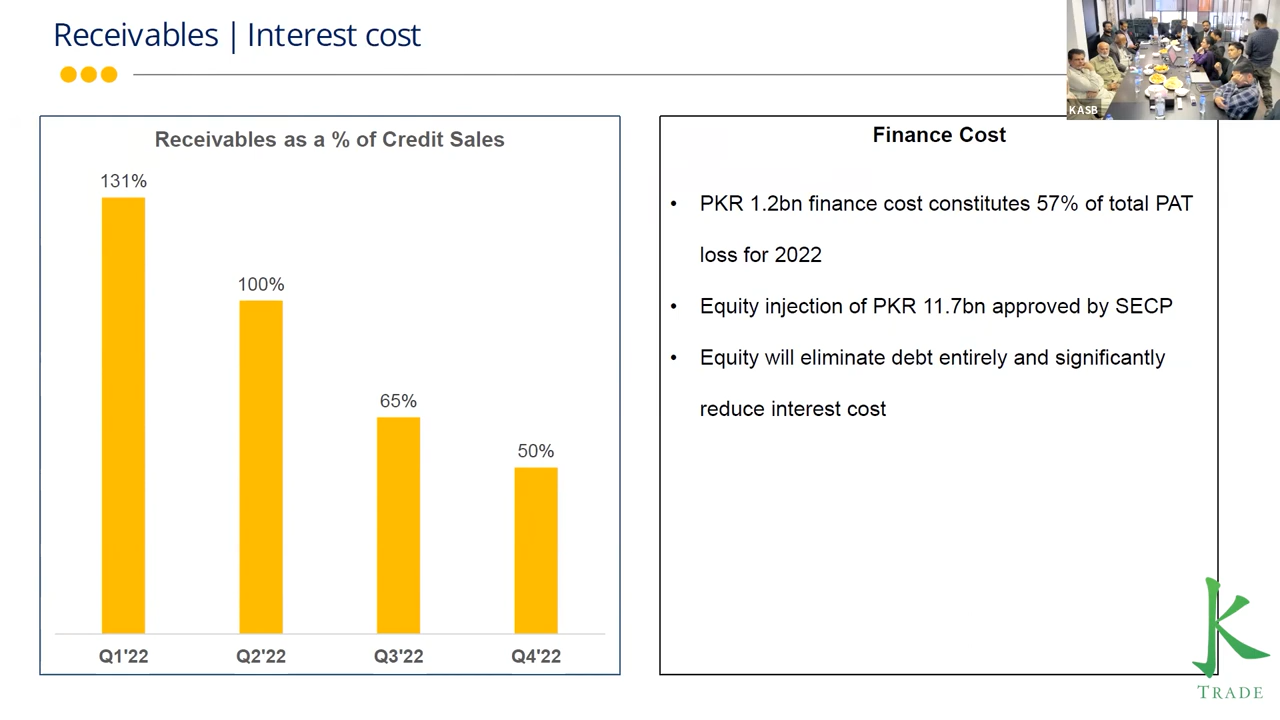 Receivables | Interest cost
KASB
Receivables as a % of Credit Sales
131%
100%
65%
50%
Q1'22 Q2'22 Q3'22 Q4'22
Finance Cost
• PKR 1.2bn finance cost constitutes 57% of total PAT
loss for 2022
• Equity injection of PKR 11.7bn approved by SECP
• Equity will eliminate debt entirely and significantly
reduce interest cost
K
TRADE